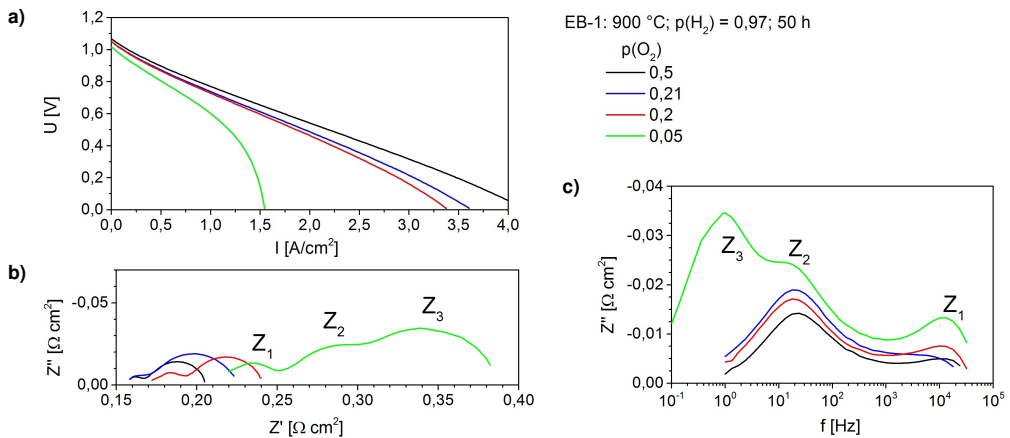 a)
1,2
1,0
0,8
0,6
0,4
0,2
0,0
U [V]
0,0 0,5 1,0 1,5 2,0 2,5 3,0 3,5 4,0
I [A/cm²]
EB-1: 900 °C; p(H₂) = 0,97; 50 h
p(O₂)
0,5
0,21
0,2
0,05
b)
-0,05
0,00
Z'' [Ω cm²]
Z₁
Z₂
Z₃
0,15 0,20 0,25 0,30 0,35 0,40
Z' [Ω cm²]
c)
-0,04
-0,03
-0,02
-0,01
0,00
Z'' [Ω cm²]
Z₃
Z₂
Z₁
10⁻¹ 10⁰ 10¹ 10² 10³ 10⁴ 10⁵
f [Hz]